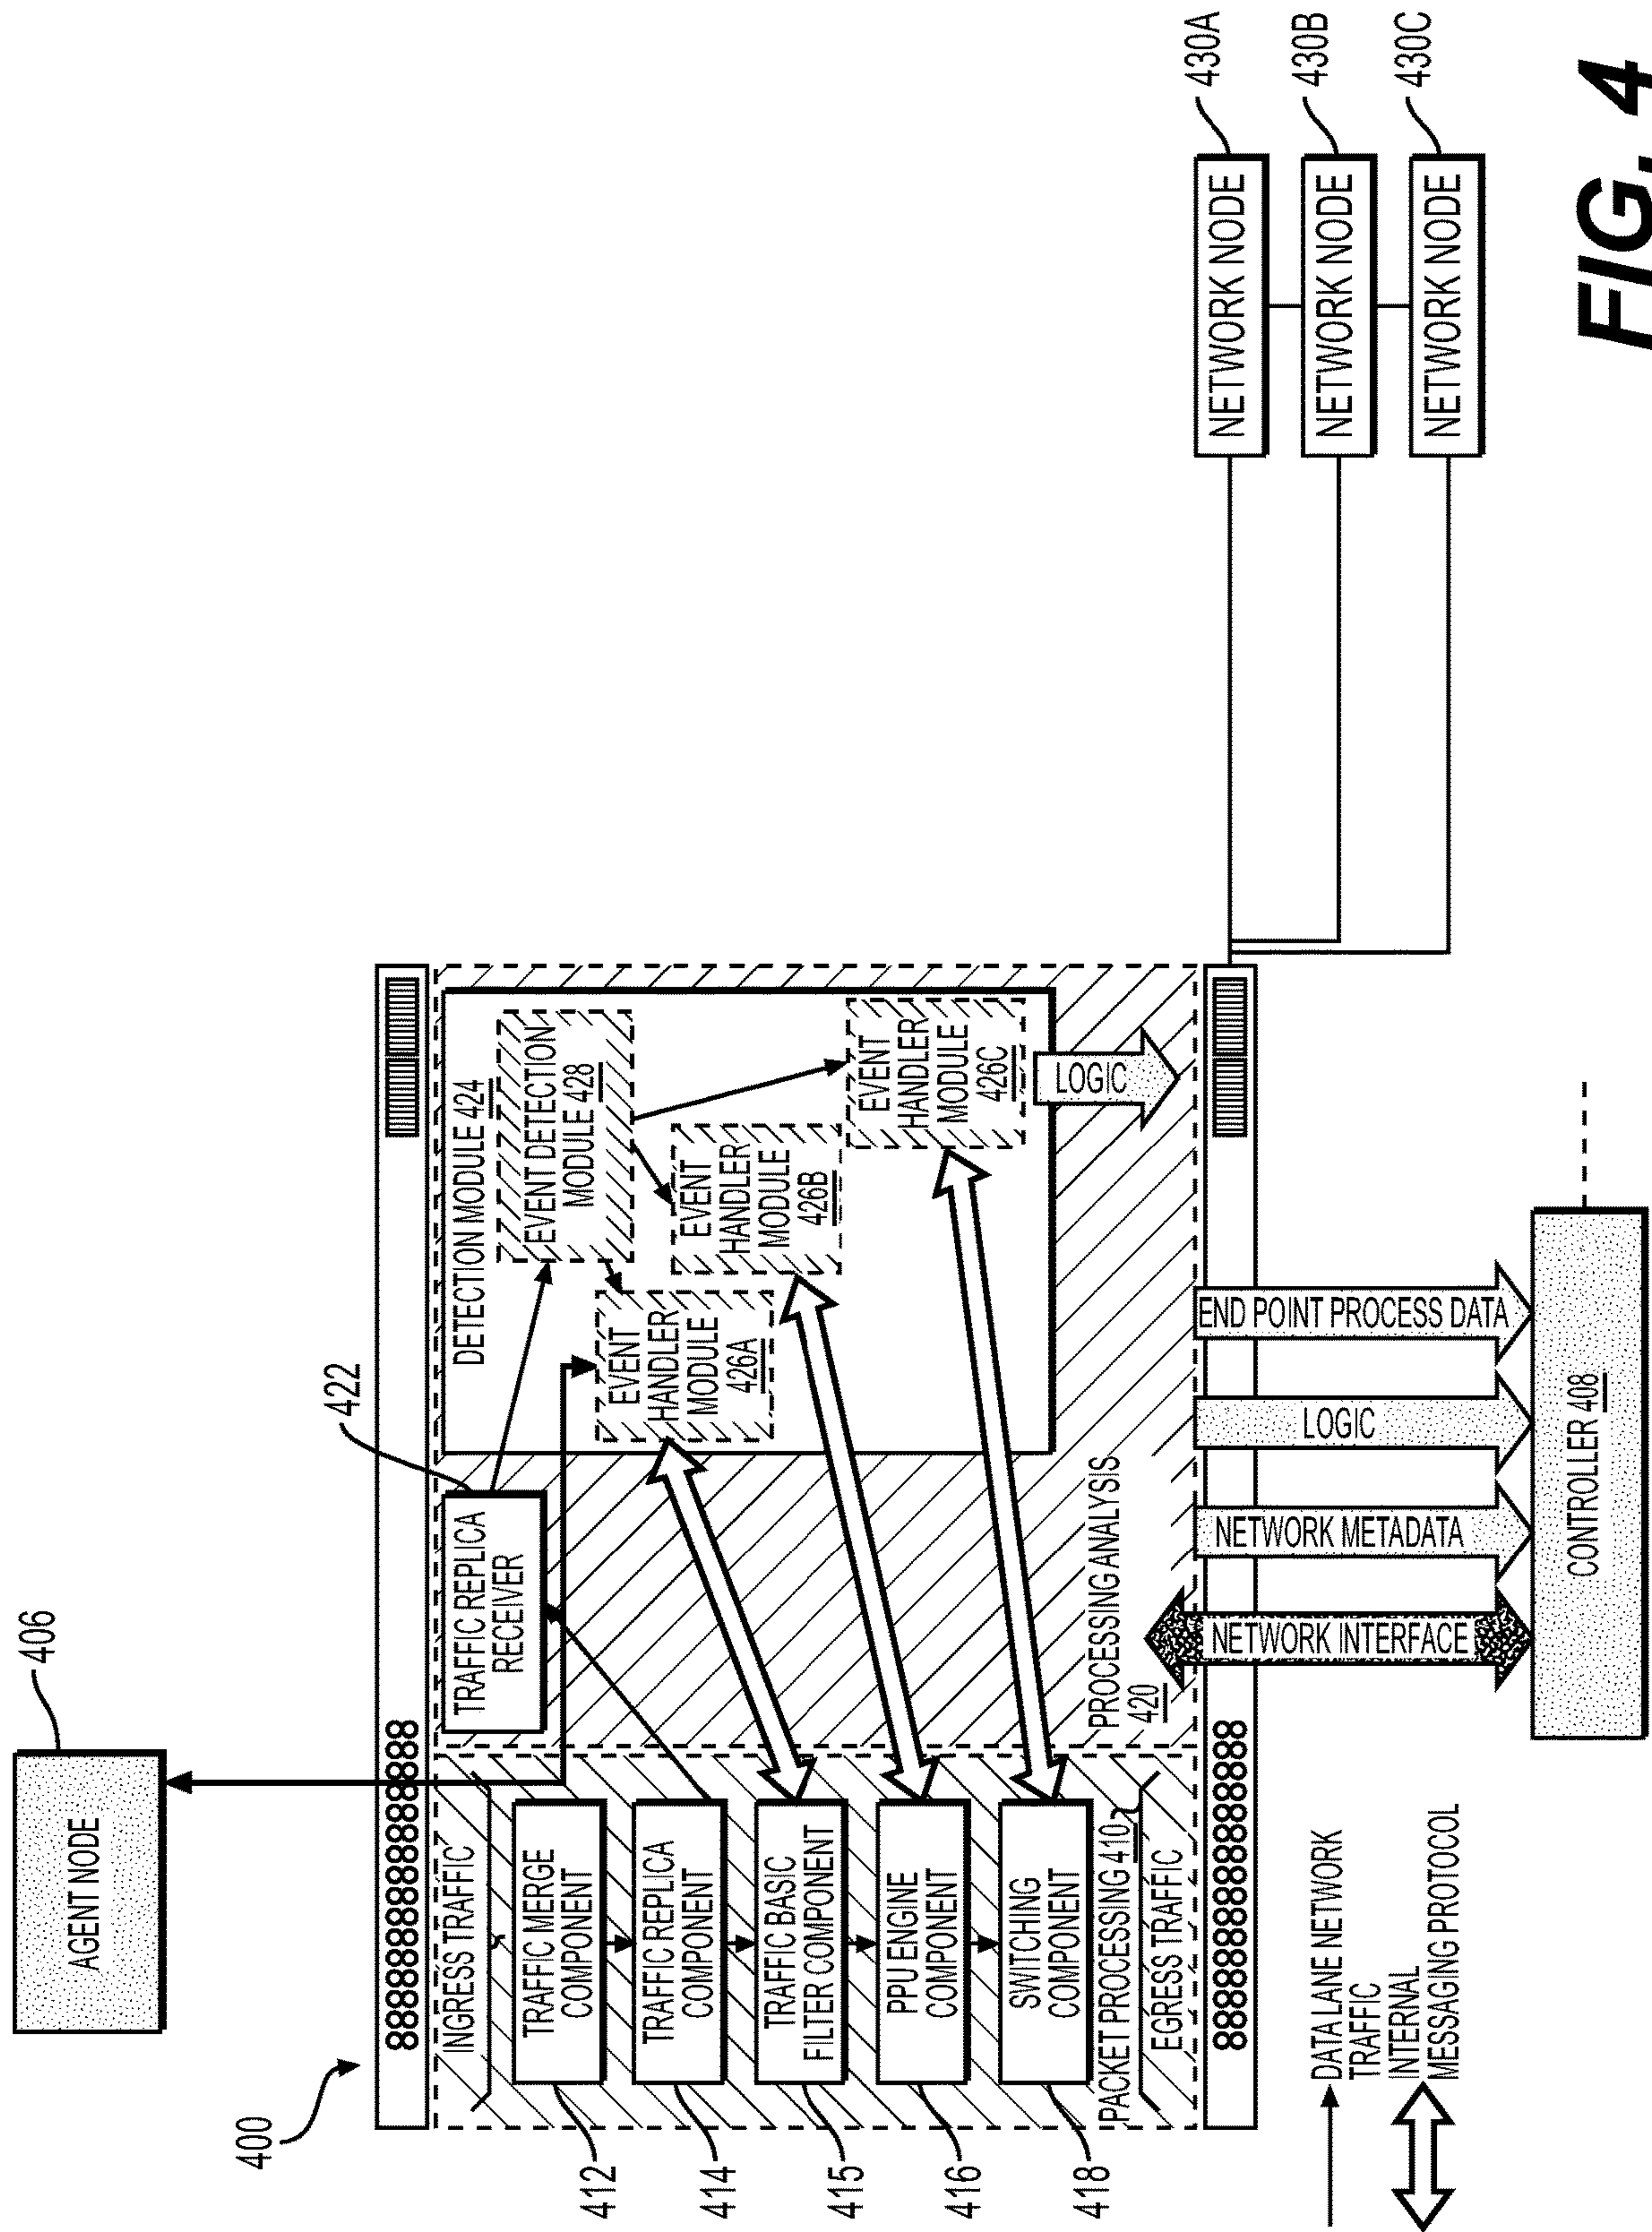 406
AGENT NODE
400
8888888888888888
INGRESS TRAFFIC
412
TRAFFIC MERGE
COMPONENT
414
TRAFFIC REPLICA
COMPONENT
415
TRAFFIC BASIC
FILTER COMPONENT
416
PPU ENGINE
COMPONENT
418
SWITCHING
COMPONENT
PACKET PROCESSING 410
EGRESS TRAFFIC
8888888888888888
422
TRAFFIC REPLICA
RECEIVER
DETECTION MODULE 424
EVENT DETECTION
MODULE 428
EVENT
HANDLER
MODULE
426A
EVENT
HANDLER
MODULE
426B
EVENT
HANDLER
MODULE
426C
LOGIC
PROCESSING ANALYSIS
420
NETWORK INTERFACE
NETWORK METADATA
LOGIC
END POINT PROCESS DATA
CONTROLLER 408
NETWORK NODE
430A
NETWORK NODE
430B
NETWORK NODE
430C
DATA LANE NETWORK
TRAFFIC
INTERNAL
MESSAGING PROTOCOL
FIG. 4